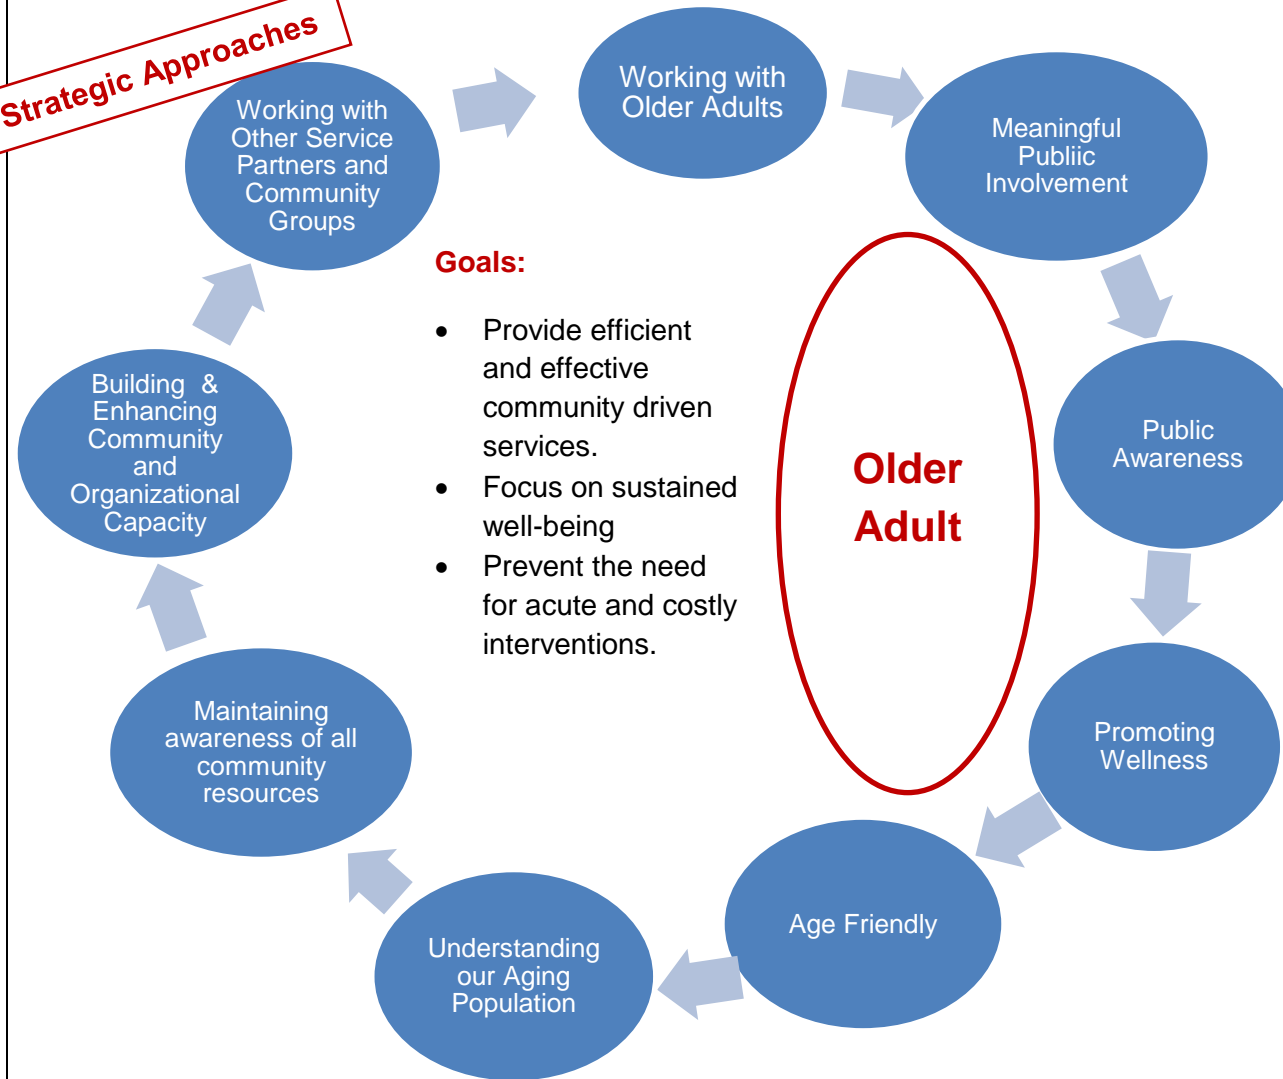 Strategic Approaches
Working with
Older Adults
Meaningful
Publiic
Involvement
Public
Awareness
Promoting
Wellness
Age Friendly
Understanding
our Aging
Population
Maintaining
awareness of all
community
resources
Building &
Enhancing
Community
and
Organizational
Capacity
Working with
Other Service
Partners and
Community
Groups
Goals:
• Provide efficient
and effective
community driven
services.
• Focus on sustained
well-being
• Prevent the need
for acute and costly
interventions.
Older
Adult